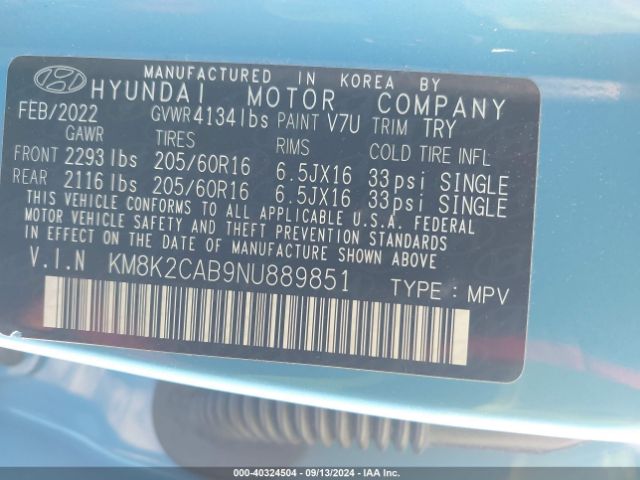 MANUFACTURED IN KOREA BY
HYUNDAI MOTOR COMPANY
FEB/2022 GVWR 4134 lbs PAINT V7U TRIM TRY
GAWR TIRES RIMS COLD TIRE INFL
FRONT 2293 lbs 205/60R16 6.5JX16 33psi SINGLE
REAR 2116 lbs 205/60R16 6.5JX16 33psi SINGLE
THIS VEHICLE CONFORMS TO ALL APPLICABLE U.S.A. FEDERAL
MOTOR VEHICLE SAFETY AND THEFT PREVENTION STANDARDS
IN EFFECT ON THE DATE OF MANUFACTURE SHOWN ABOVE.
V.I.N KM8K2CAB9NU889851 TYPE : MPV
000-40324504 - 09/13/2024 - IAA Inc.